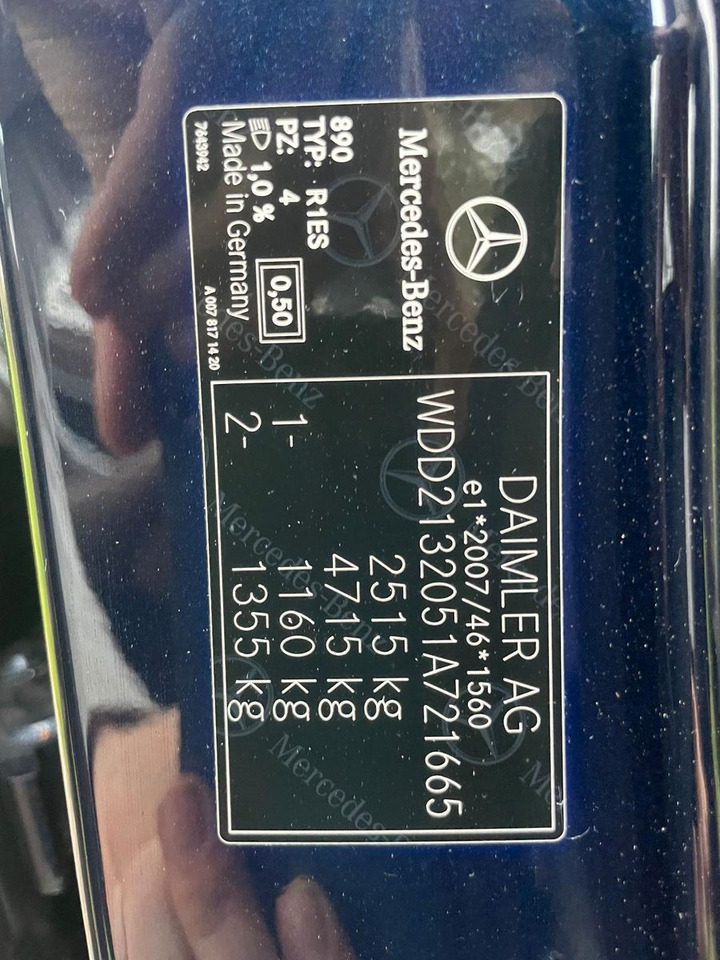 Mercedes-Benz
890
TYP: R1ES
PZ: 4
1,0 %
0,50
Made in Germany
7243942
A 007 817 14 20
DAIMLER AG
e1*2007/46*1560
WDD2132051A721665
2515 kg
4715 kg
1- 1160 kg
2- 1355 kg